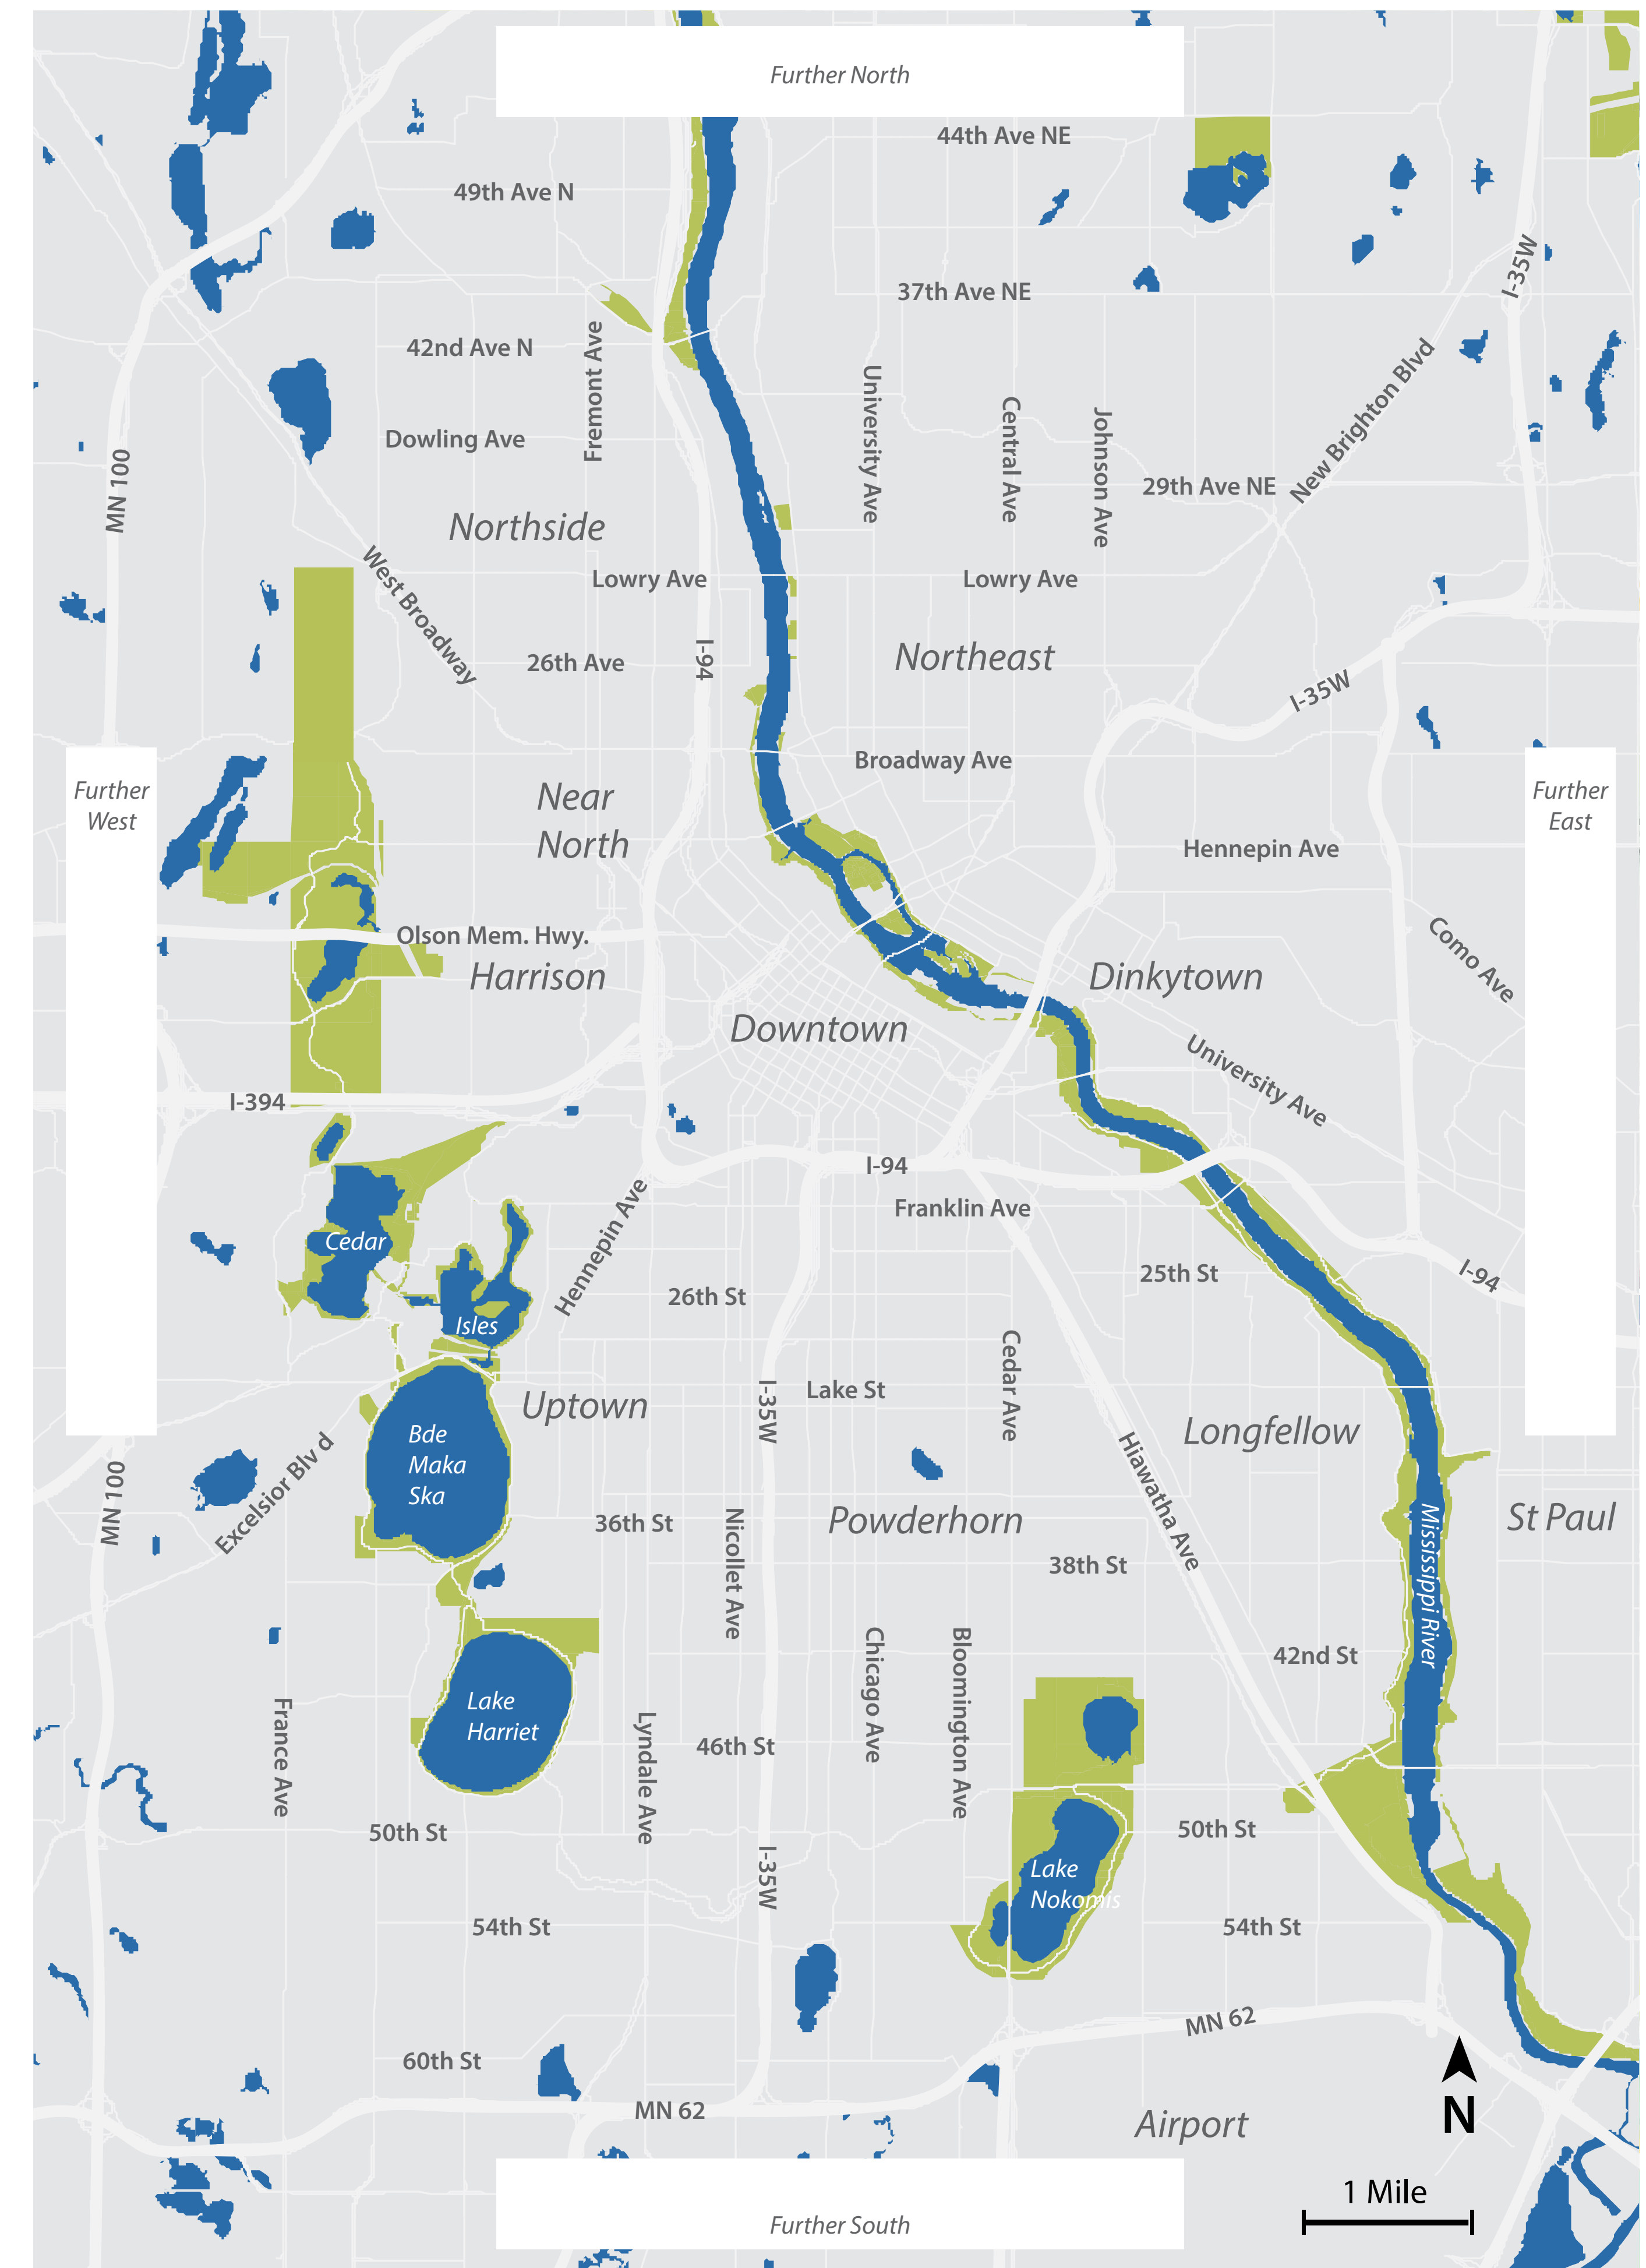 Further North
44th Ave NE
49th Ave N
I-35W
37th Ave NE
42nd Ave N
Fremont Ave
University Ave
Central Ave
Johnson Ave
New Brighton Blvd
Dowling Ave
MN 100
29th Ave NE
Northside
West Broadway
Lowry Ave
Lowry Ave
26th Ave
I-94
Northeast
I-35W
Broadway Ave
Further
West
Further
East
Near
North
Hennepin Ave
Olson Mem. Hwy.
Como Ave
Harrison
Dinkytown
Downtown
University Ave
I-394
I-94
Franklin Ave
Hennepin Ave
Cedar
25th St
I-94
26th St
Isles
Cedar Ave
Lake St
I-35W
Uptown
Longfellow
Bde
Maka
Ska
Excelsior Blv d
MN 100
Hiawatha Ave
36th St
Nicollet Ave
Powderhorn
St Paul
Mississippi River
38th St
Chicago Ave
Bloomington Ave
42nd St
Lake
Harriet
France Ave
Lyndale Ave
46th St
50th St
50th St
I-35W
Lake
Nokomis
54th St
54th St
MN 62
60th St
MN 62
Airport
N
1 Mile
Further South